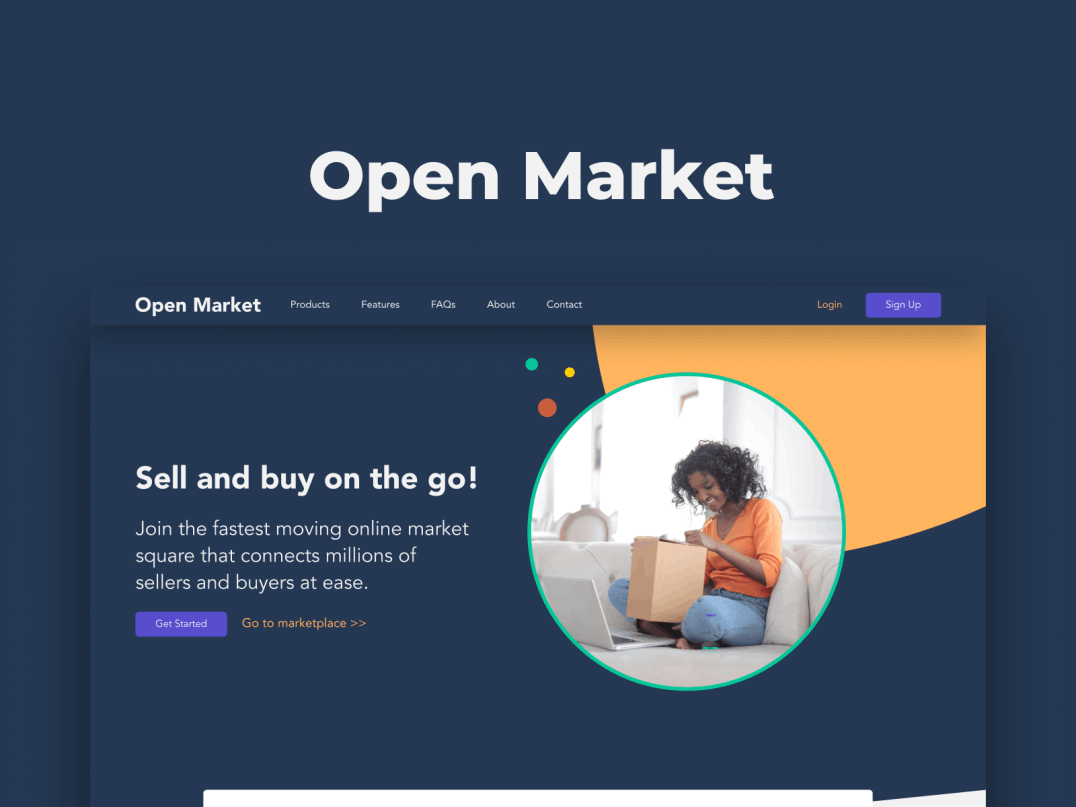 Open Market
Open Market Products Features FAQs About Contact Login Sign Up
Sell and buy on the go!
Join the fastest moving online market
square that connects millions of
sellers and buyers at ease.
Get Started Go to marketplace >>